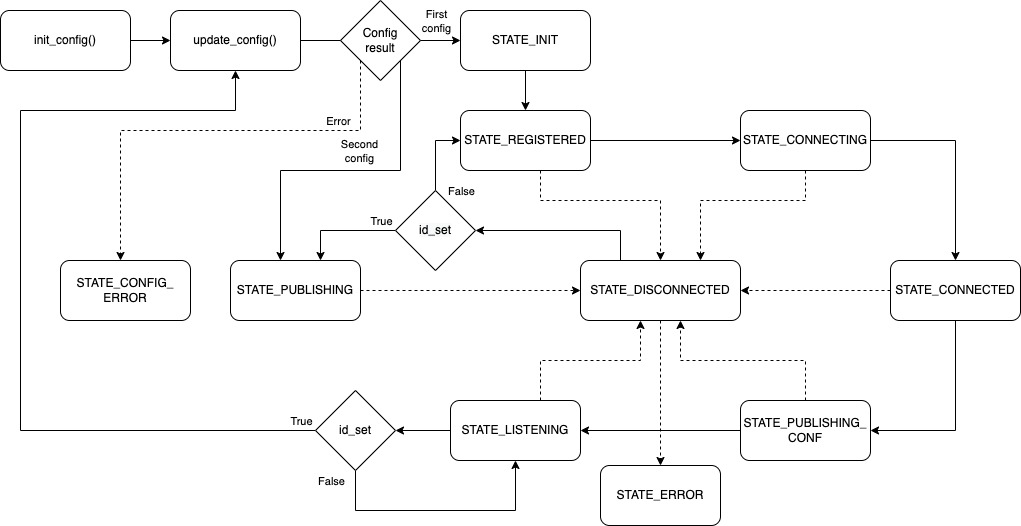 init_config()
update_config()
Config
result
First
config
STATE_INIT
Error
Second
config
STATE_REGISTERED
STATE_CONNECTING
False
True
id_set
STATE_CONFIG_
ERROR
STATE_PUBLISHING
STATE_DISCONNECTED
STATE_CONNECTED
True
id_set
STATE_LISTENING
STATE_PUBLISHING_
CONF
False
STATE_ERROR